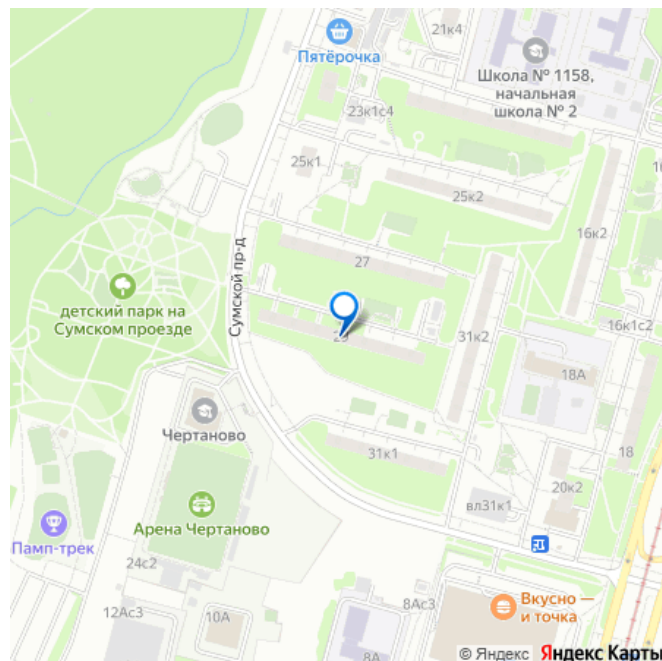 21к4
Пятёрочка
Школа № 1158,
начальная
школа № 2
23к1с4
25к1
25к2
16к2
Сумской пр-д
27
детский парк на
Сумском проезде
31к2
16к1с2
18А
Чертаново
31к1
18
20к2
вл31к1
Арена Чертаново
Памп-трек
24с2
12Ас3
10А
8Ас3
Вкусно —
и точка
8А
© Яндекс Яндекс Карты